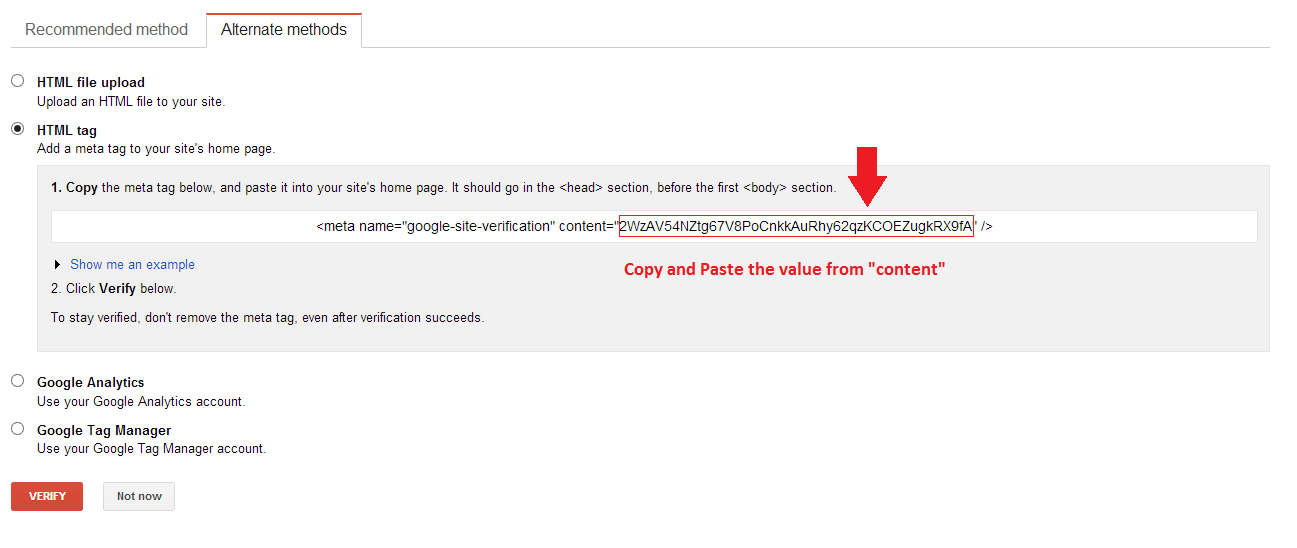 Recommended method
Alternate methods
HTML file upload
Upload an HTML file to your site.
HTML tag
Add a meta tag to your site's home page.
1. Copy the meta tag below, and paste it into your site's home page. It should go in the <head> section, before the first <body> section.
<meta name="google-site-verification" content="2WzAV54NZtg67V8PoCnkkAuRhy62qzKCOEZugkRX9fA" />
Copy and Paste the value from "content"
Show me an example
2. Click Verify below.
To stay verified, don't remove the meta tag, even after verification succeeds.
Google Analytics
Use your Google Analytics account.
Google Tag Manager
Use your Google Tag Manager account.
VERIFY
Not now